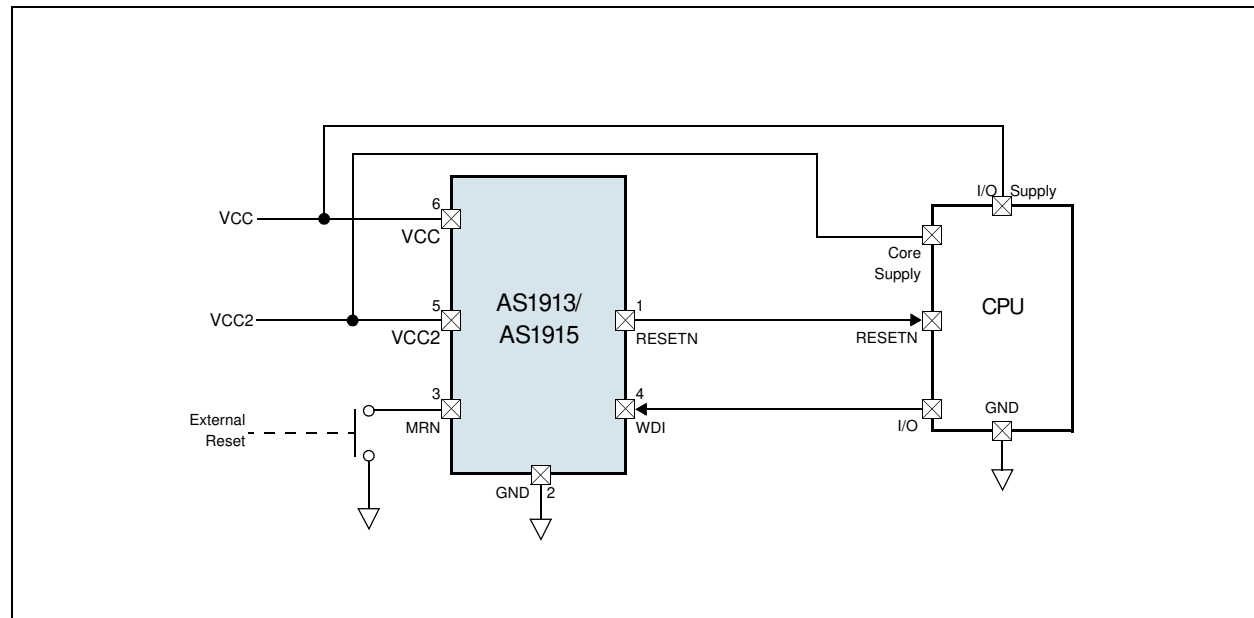 I/O Supply
6
VCC
VCC
Core
Supply
5
AS1913/
AS1915
1
CPU
VCC2
VCC2
RESETN
RESETN
3
4
GND
External
Reset
MRN
WDI
I/O
GND 2